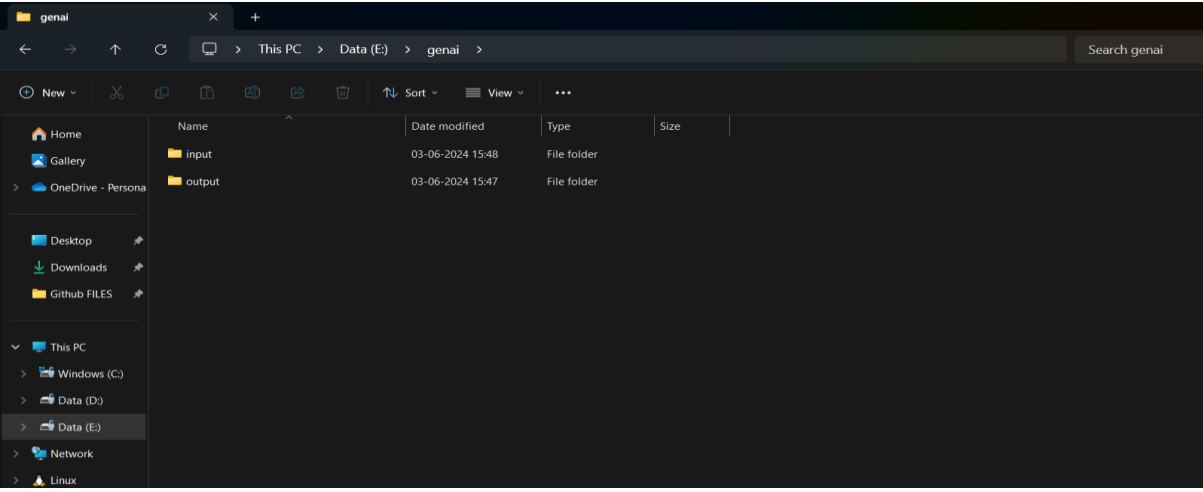 genai
This PC > Data (E:) > genai >
Search genai
New
Sort
View
Name
Date modified
Type
Size
input
03-06-2024 15:48
File folder
output
03-06-2024 15:47
File folder
Home
Gallery
OneDrive - Persona
Desktop
Downloads
Github FILES
This PC
Windows (C:)
Data (D:)
Data (E:)
Network
Linux